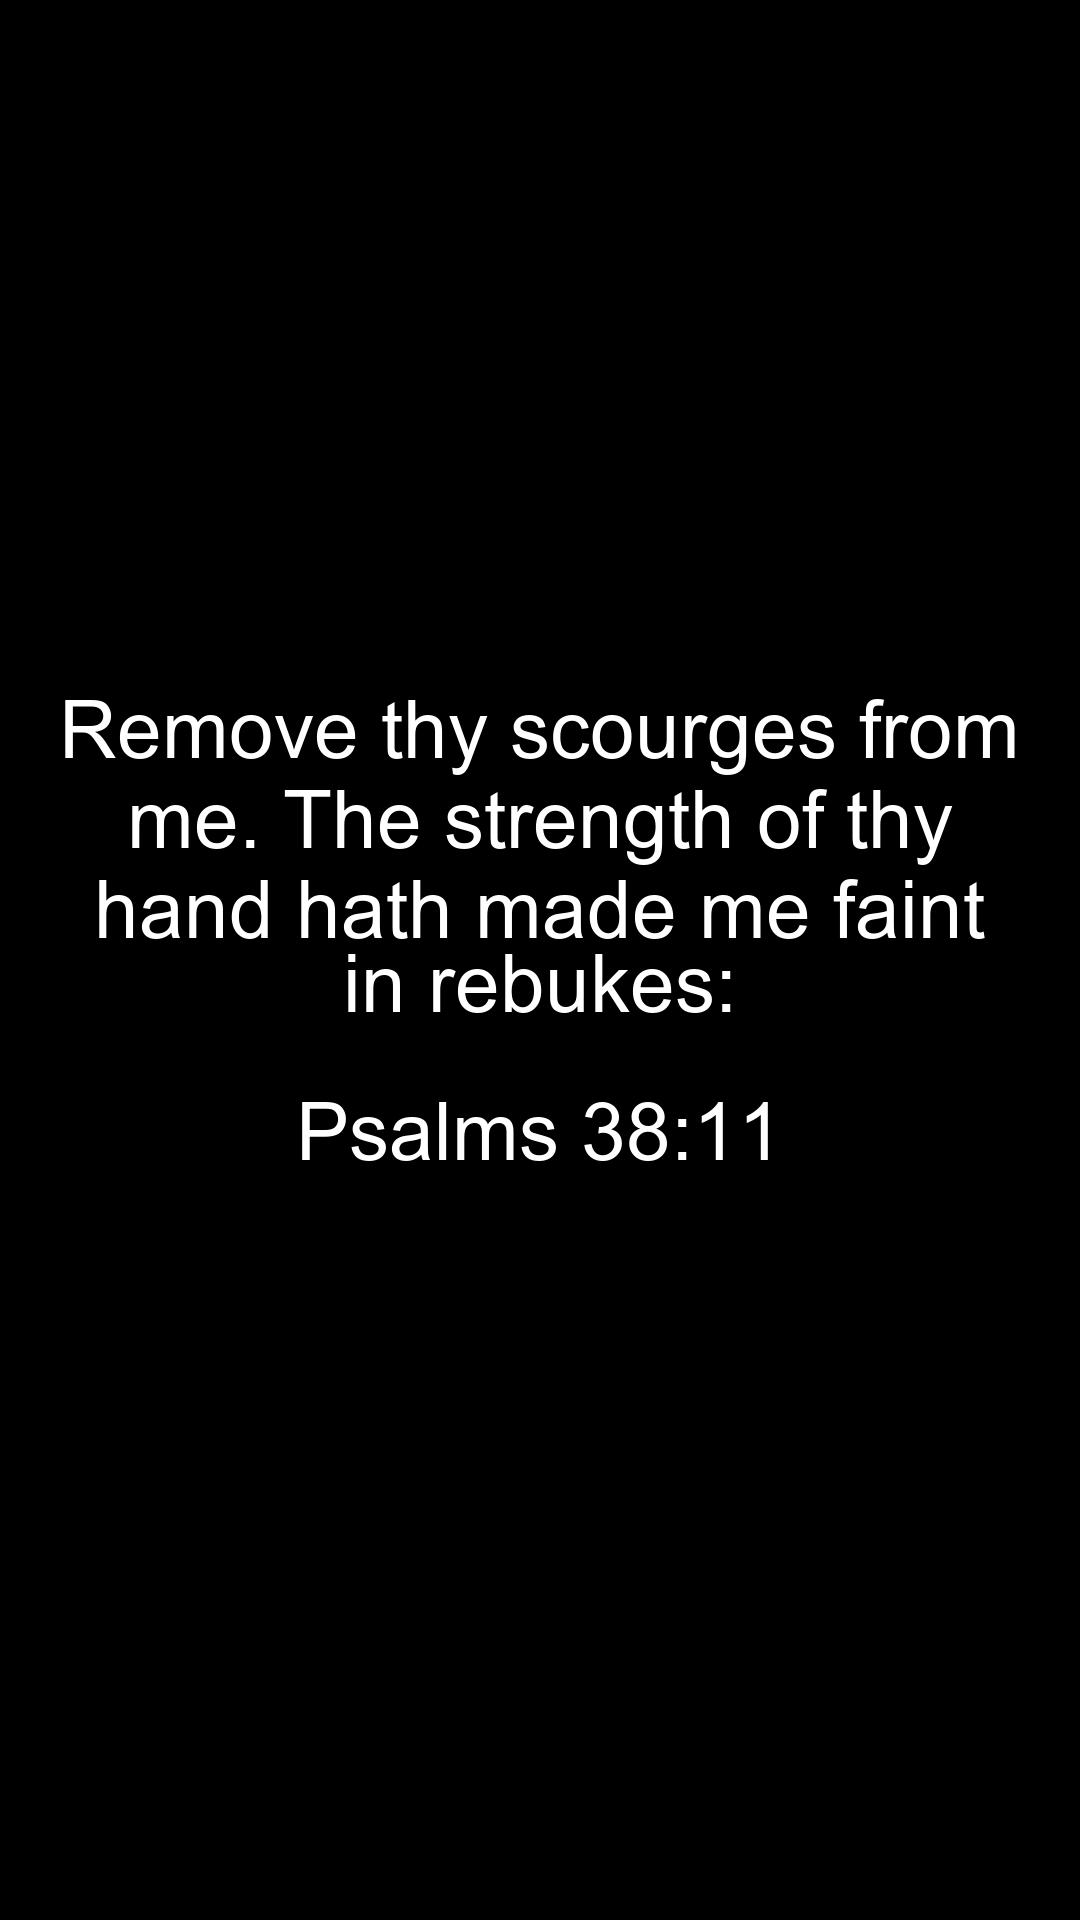 Remove thy scourges from
me. The strength of thy
hand hath made me faint
in rebukes:
Psalms 38:11